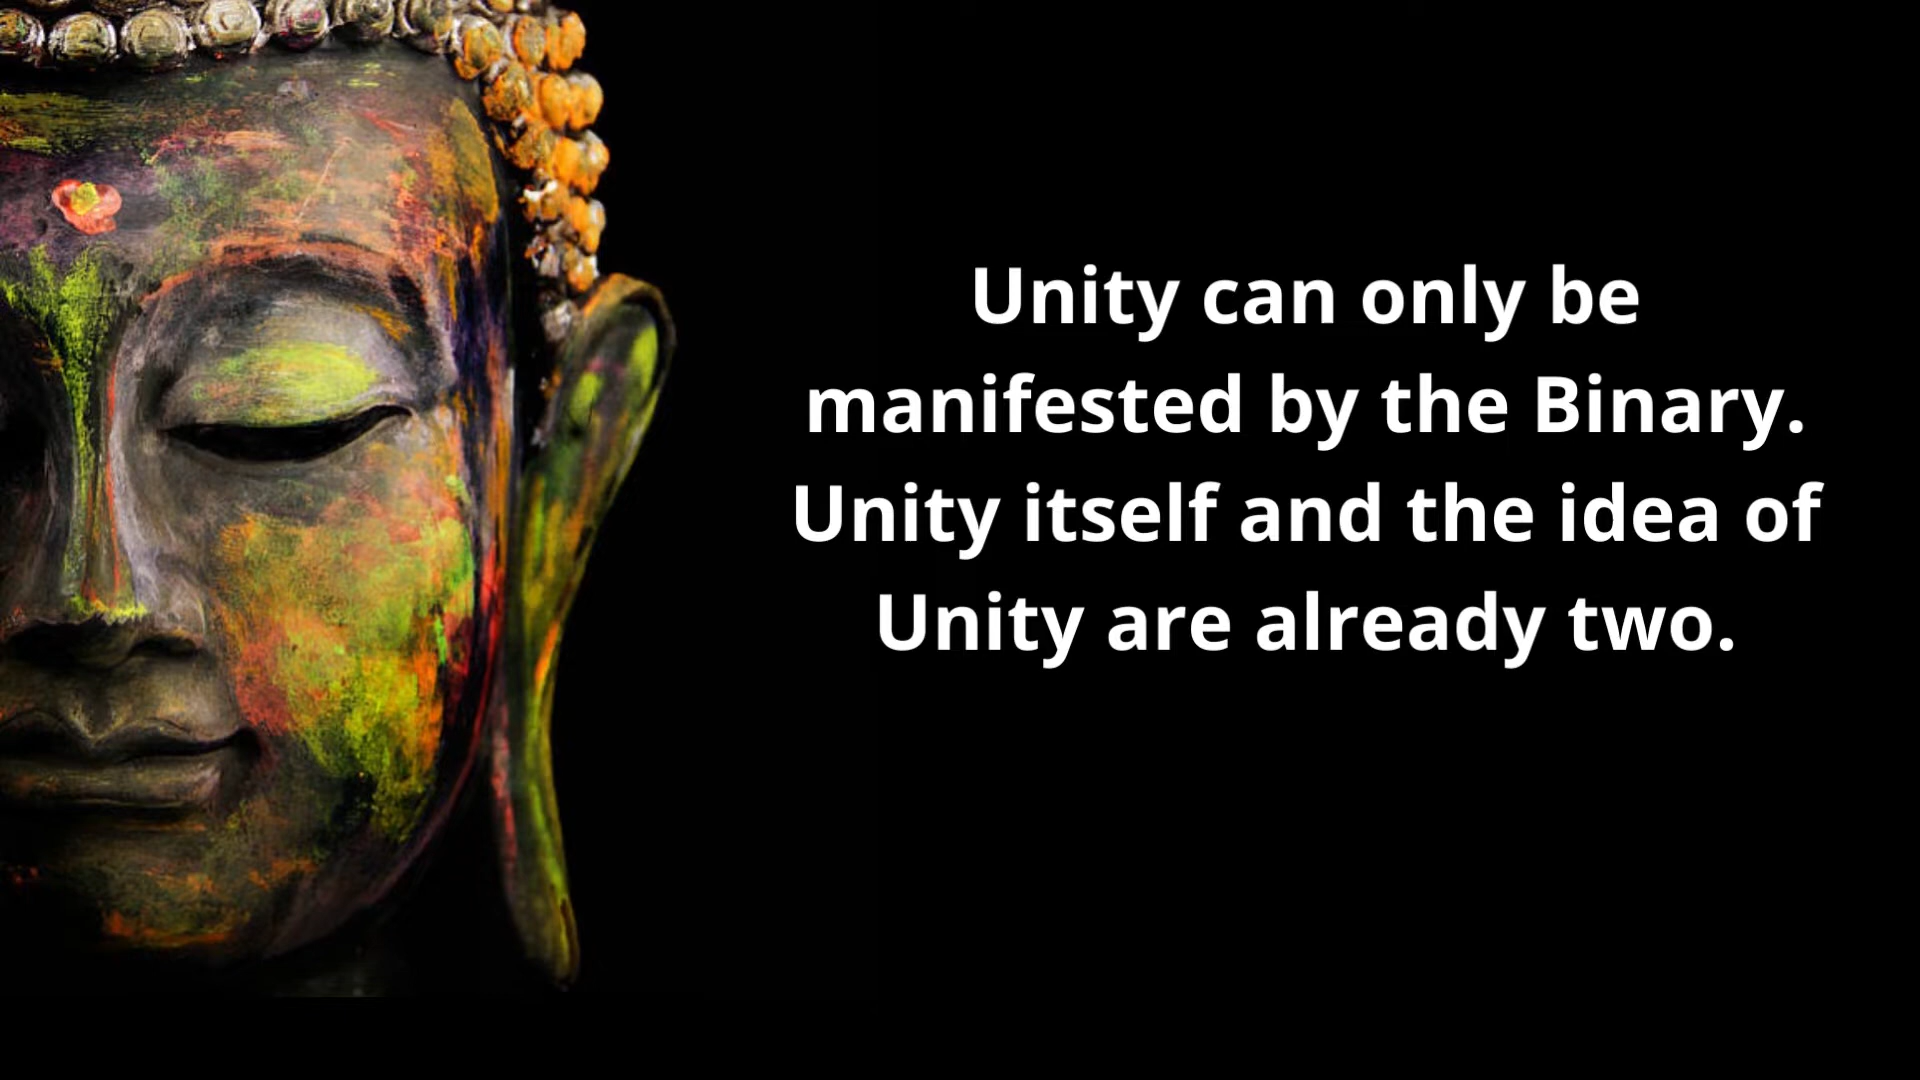 Unity can only be
manifested by the Binary.
Unity itself and the idea of
Unity are already two.